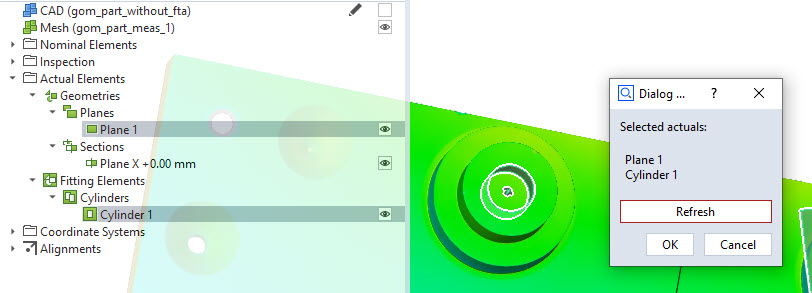 CAD (gom_part_without_fta)
Mesh (gom_part_meas_1)
Nominal Elements
Inspection
Actual Elements
Geometries
Planes
Plane 1
Sections
Plane X +0.00 mm
Fitting Elements
Cylinders
Cylinder 1
Coordinate Systems
Alignments
Dialog ... ?
Selected actuals:
Plane 1
Cylinder 1
Refresh
OK Cancel